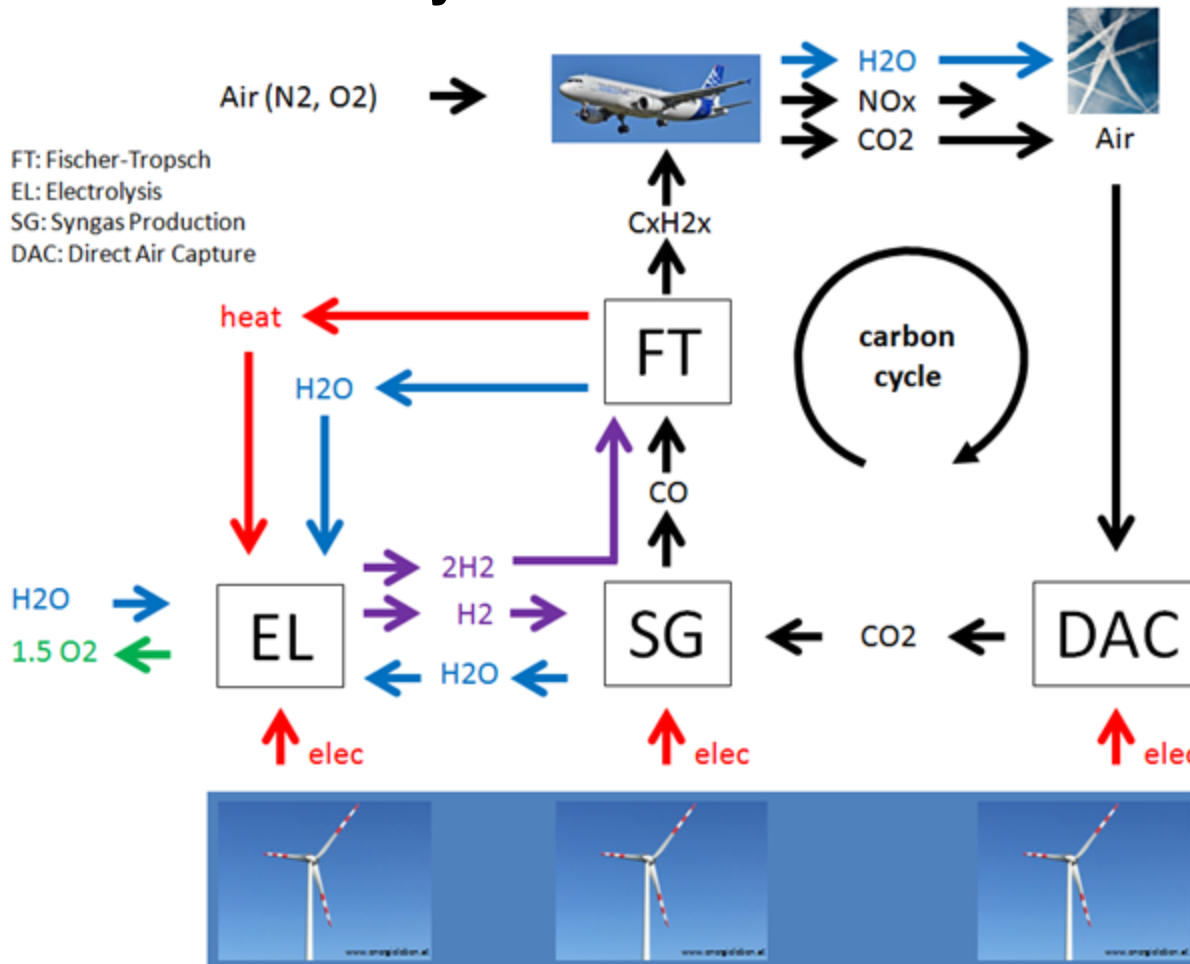 H2O
Air (N2, O2)
NOx
CO2
Air
FT: Fischer-Tropsch
EL: Electrolysis
SG: Syngas Production
DAC: Direct Air Capture
CxH2x
heat
FT
carbon
cycle
H2O
CO
2H2
H2O
H2
1.5 O2
EL
SG
CO2
DAC
H2O
elec
elec